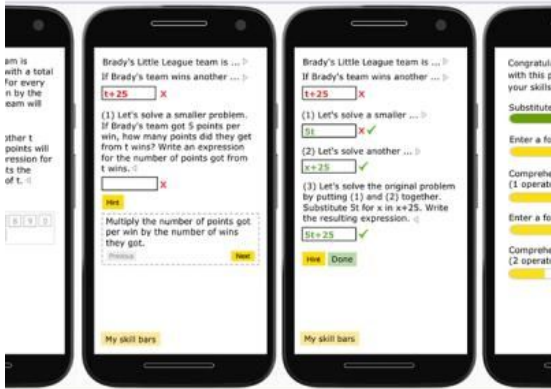 am is
with a total
For every
n by the
eam will
other t
points will
ression for
ts the
of t.
6 9 0
Brady's Little League team is ...
If Brady's team wins another ...
t+25 x
(1) Let's solve a smaller problem.
If Brady's team got 5 points per
win, how many points did they get
from t wins? Write an expression
for the number of points got from
t wins.
x
Hint
Multiply the number of points got
per win by the number of wins
they got.
Previous Next
My skill bars
Brady's Little League team is ...
If Brady's team wins another ...
t+25 x
(1) Let's solve a smaller ...
5t x✓
(2) Let's solve another ...
x+25 ✓
(3) Let's solve the original problem
by putting (1) and (2) together.
Substitute 5t for x in x+25. Write
the resulting expression.
5t+25 ✓
Hint Done
My skill bars
Congratula
with this p
your skills
Substitute
Enter a fo
Comprehe
(1 operat
Enter a fo
Comprehe
(2 operat